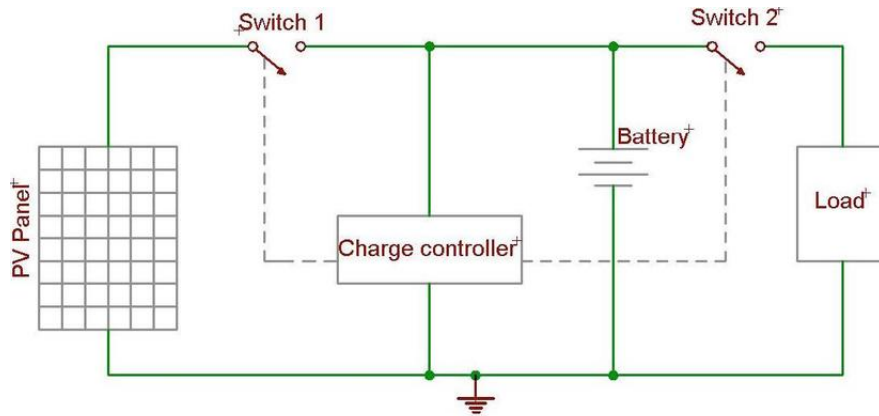 Switch 1
Switch 2
Battery
PV Panel
Charge controller
Load